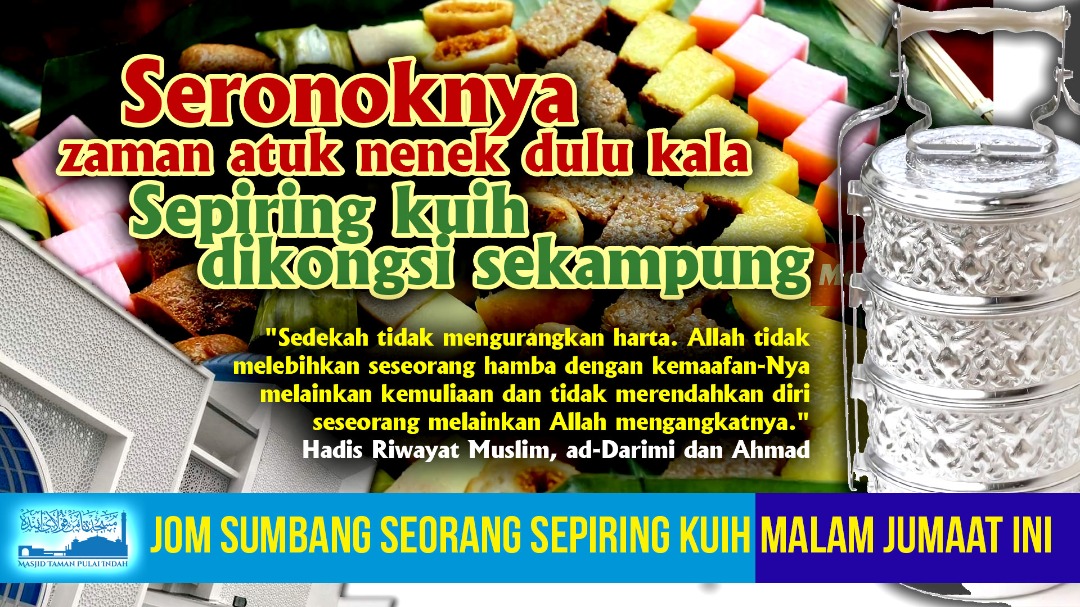 Seronoknya
zaman atuk nenek dulu kala
Sepiring kuih
dikongsi sekampung
"Sedekah tidak mengurangkan harta. Allah tidak
melebihkan seseorang hamba dengan kemaafan-Nya
melainkan kemuliaan dan tidak merendahkan diri
seseorang melainkan Allah mengangkatnya."
Hadis Riwayat Muslim, ad-Darimi dan Ahmad
MASJID TAMAN PULAI INDAH
JOM SUMBANG SEORANG SEPIRING KUIH MALAM JUMAAT INI